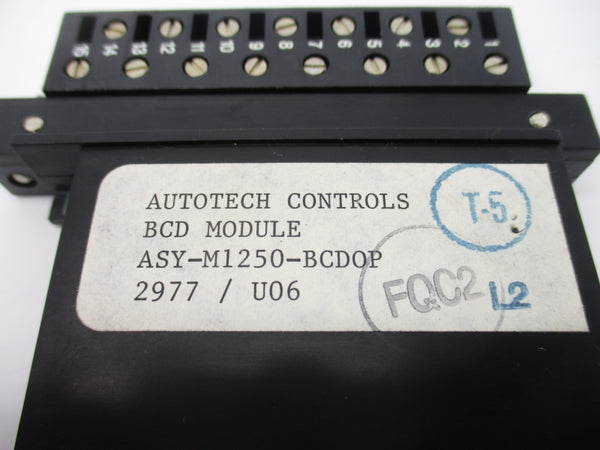 15 14 13 12 11 10 9 8 7 6 5 4 3 2 1
AUTOTECH CONTROLS
BCD MODULE
ASY-M1250-BCDOP
2977 / U06
T-5
FQC2
L2